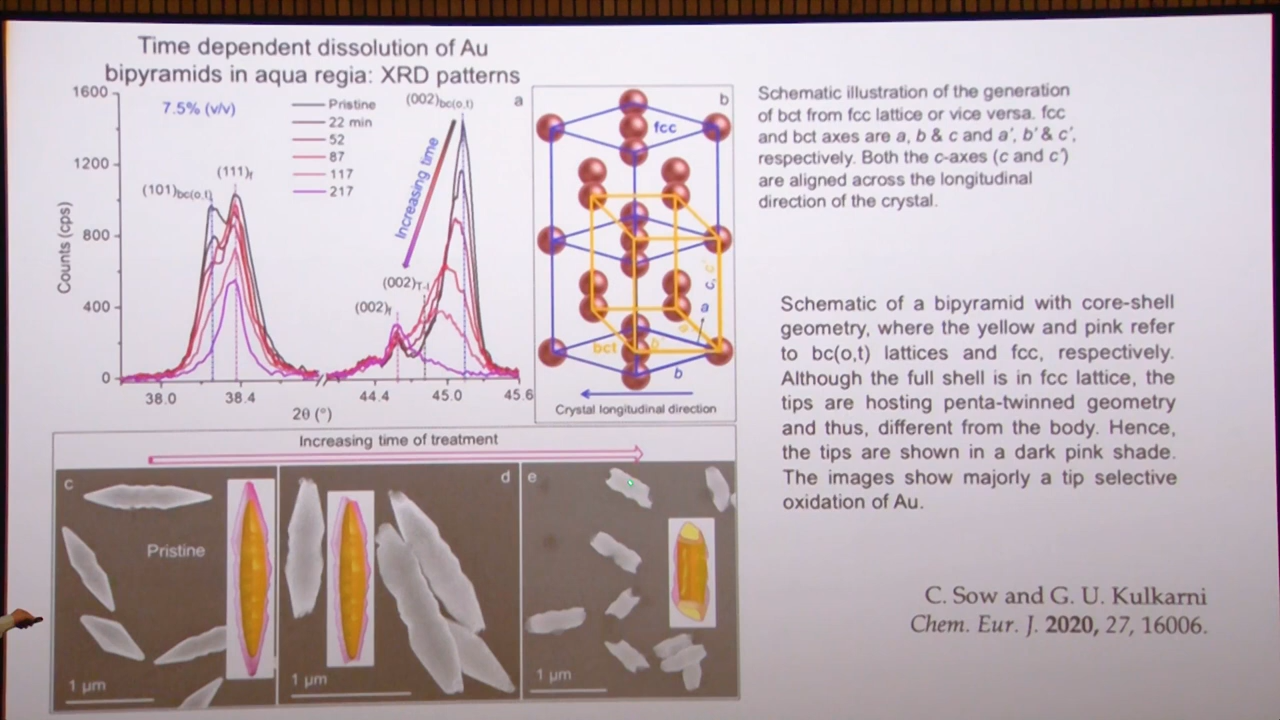 Time dependent dissolution of Au
bipyramids in aqua regia: XRD patterns
1600
1200
800
400
0
Counts (cps)
7.5% (v/v)
Pristine
22 min
52
87
117
217
(101)bc(o,t)
(111)f
(002)bc(o,t)
Increasing time
(002)T-I
(002)f
38.0
38.4
44.4
45.0
45.6
2θ (°)
a
b
fcc
bct
c, c'
a
a'
b'
b
Crystal longitudinal direction
Schematic illustration of the generation
of bct from fcc lattice or vice versa. fcc
and bct axes are a, b & c and a', b' & c',
respectively. Both the c-axes (c and c')
are aligned across the longitudinal
direction of the crystal.
Schematic of a bipyramid with core-shell
geometry, where the yellow and pink refer
to bc(o,t) lattices and fcc, respectively.
Although the full shell is in fcc lattice, the
tips are hosting penta-twinned geometry
and thus, different from the body. Hence,
the tips are shown in a dark pink shade.
The images show majorly a tip selective
oxidation of Au.
Increasing time of treatment
c
Pristine
1 µm
d
1 µm
e
1 µm
C. Sow and G. U. Kulkarni
Chem. Eur. J. 2020, 27, 16006.